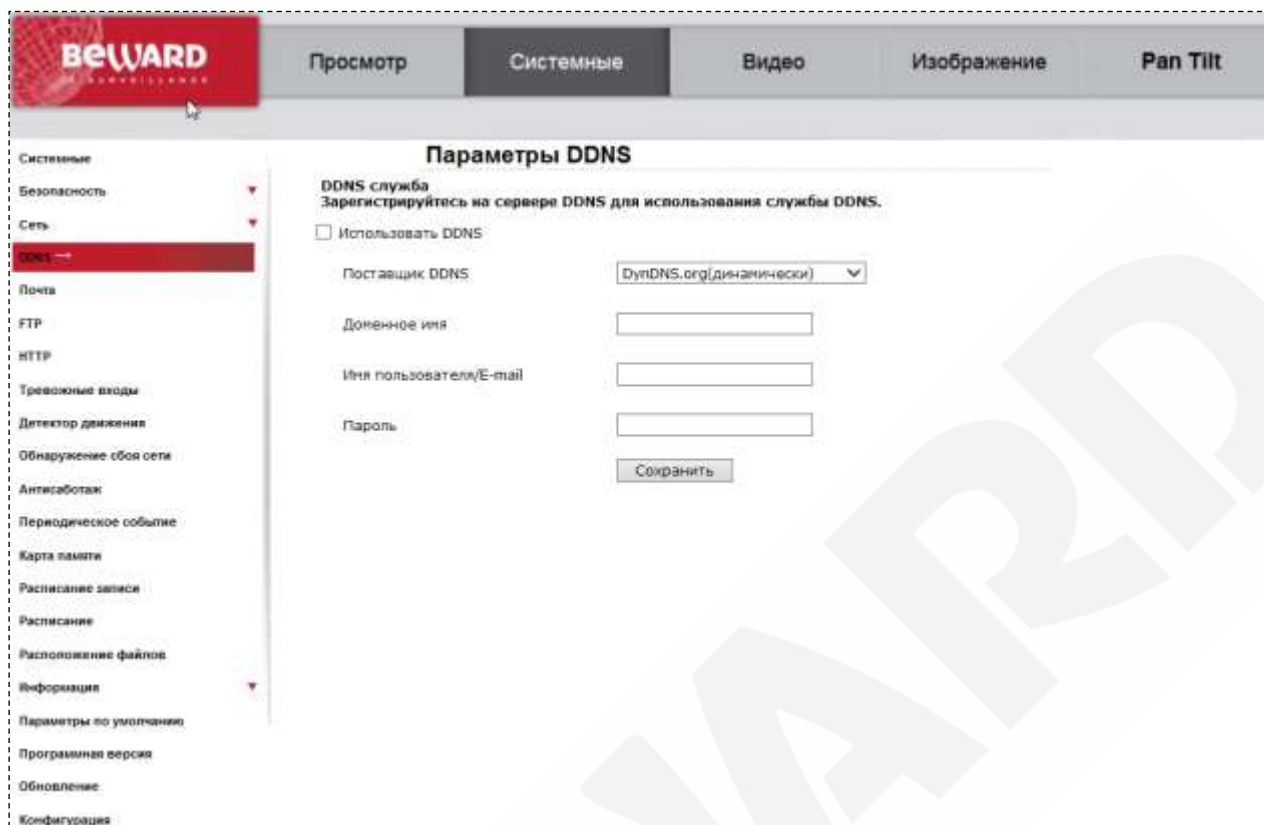 BEWARD
Просмотр
Системные
Видео
Изображение
Pan Tilt
Системные
Безопасность
Сеть
DDNS
Почта
FTP
HTTP
Тревожные входы
Детектор движения
Обнаружение сбоя сети
Антисаботаж
Периодическое событие
Карта памяти
Расписание записи
Расписание
Расположение файлов
Информация
Параметры по умолчанию
Программная версия
Обновление
Конфигурация
Параметры DDNS
DDNS служба
Зарегистрируйтесь на сервере DDNS для использования службы DDNS.
Использовать DDNS
Поставщик DDNS
DynDNS.org(динамически)
Доменное имя
Имя пользователя/E-mail
Пароль
Сохранить